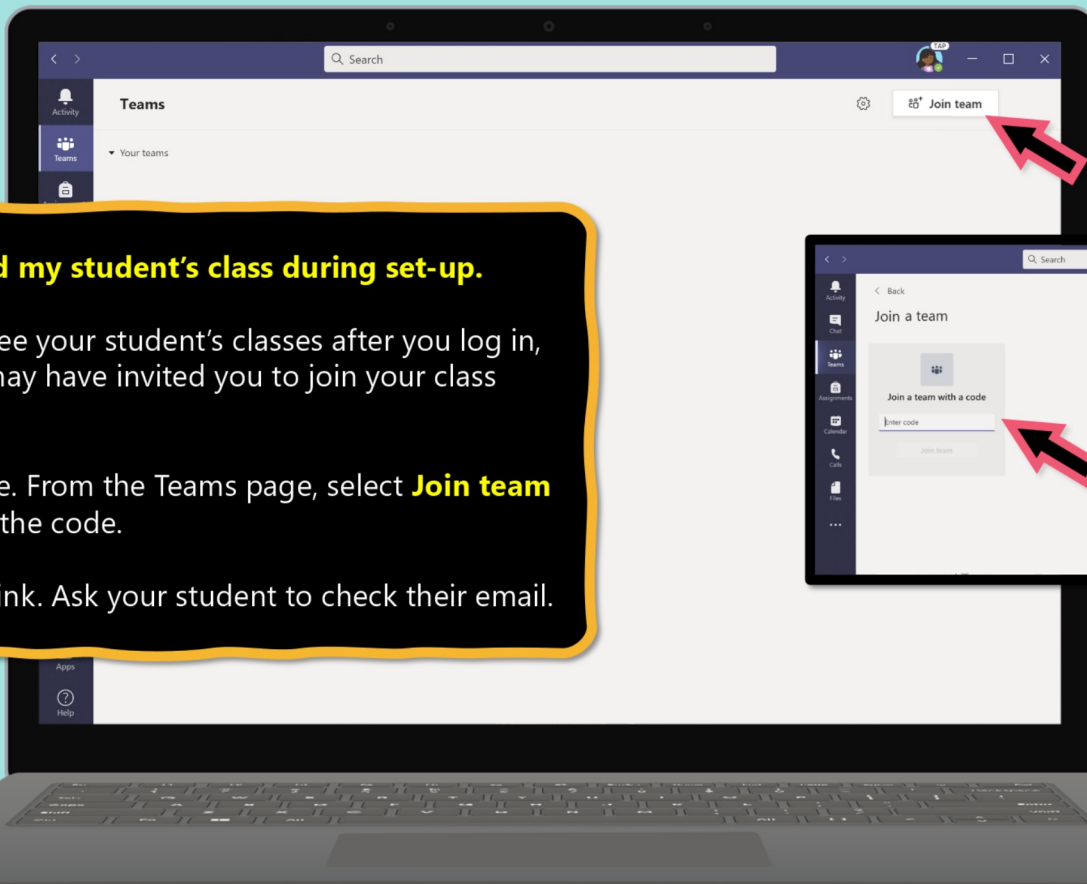 Search
TAP
Activity
Teams
Join team
Teams
Your teams
d my student's class during set-up.
ee your student's classes after you log in,
may have invited you to join your class
e. From the Teams page, select Join team
the code.
ink. Ask your student to check their email.
Apps
Help
Search
Activity
Chat
Teams
Assignments
Calendar
Calls
Files
Back
Join a team
Join a team with a code
Enter code
Join team